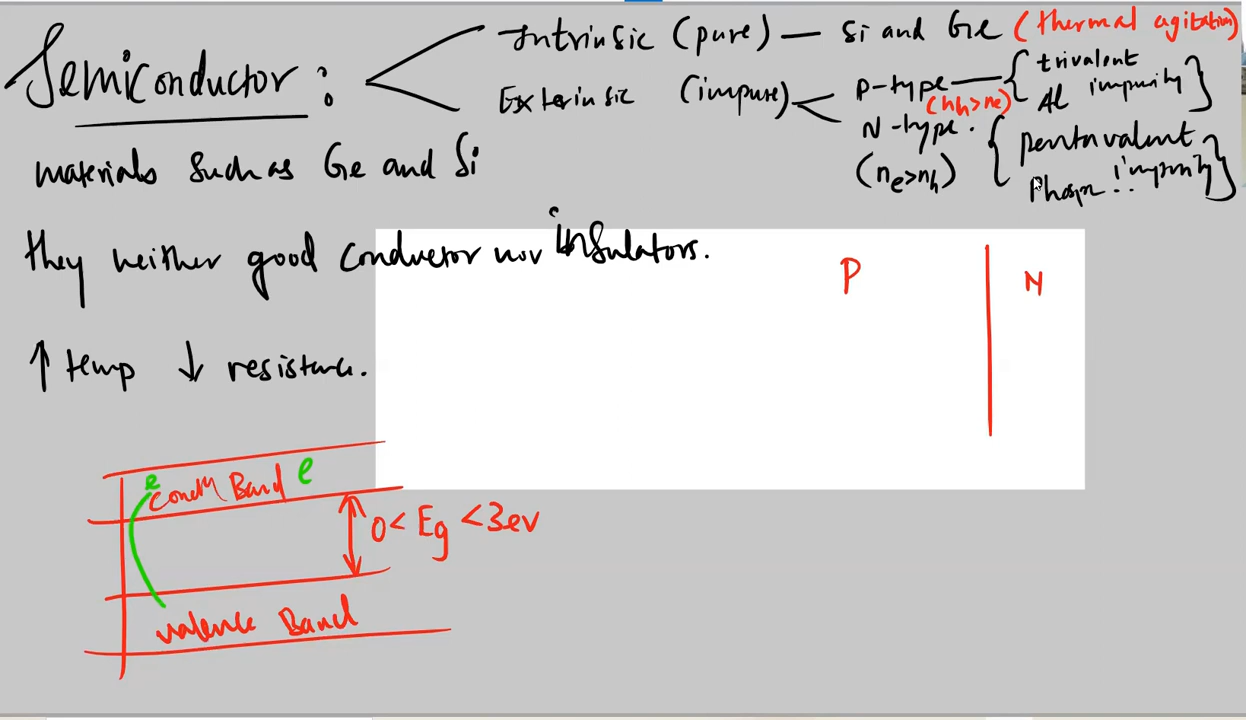 Semiconductor :
Intrinsic (pure) — Si and Ge (thermal agitation)
Exterinsic (impure)
P-type — { trivalent impurity }
(nh>ne) Al
N-type. { pentavalent impurity }
(ne>nh)
materials such as Ge and Si
they neither good conductor nor insulators.
P N
↑ temp ↓ resistance.
e Condn Band e
0 < Eg < 3ev
valence Band